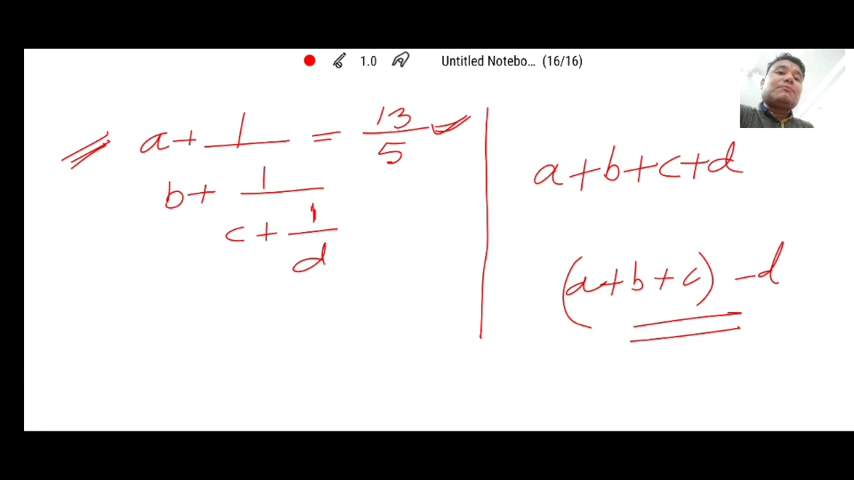 1.0 Untitled Notebo... (16/16)
a + 1/(b + 1/(c + 1/d)) = 13/5
a+b+c+d
(a+b+c) -d